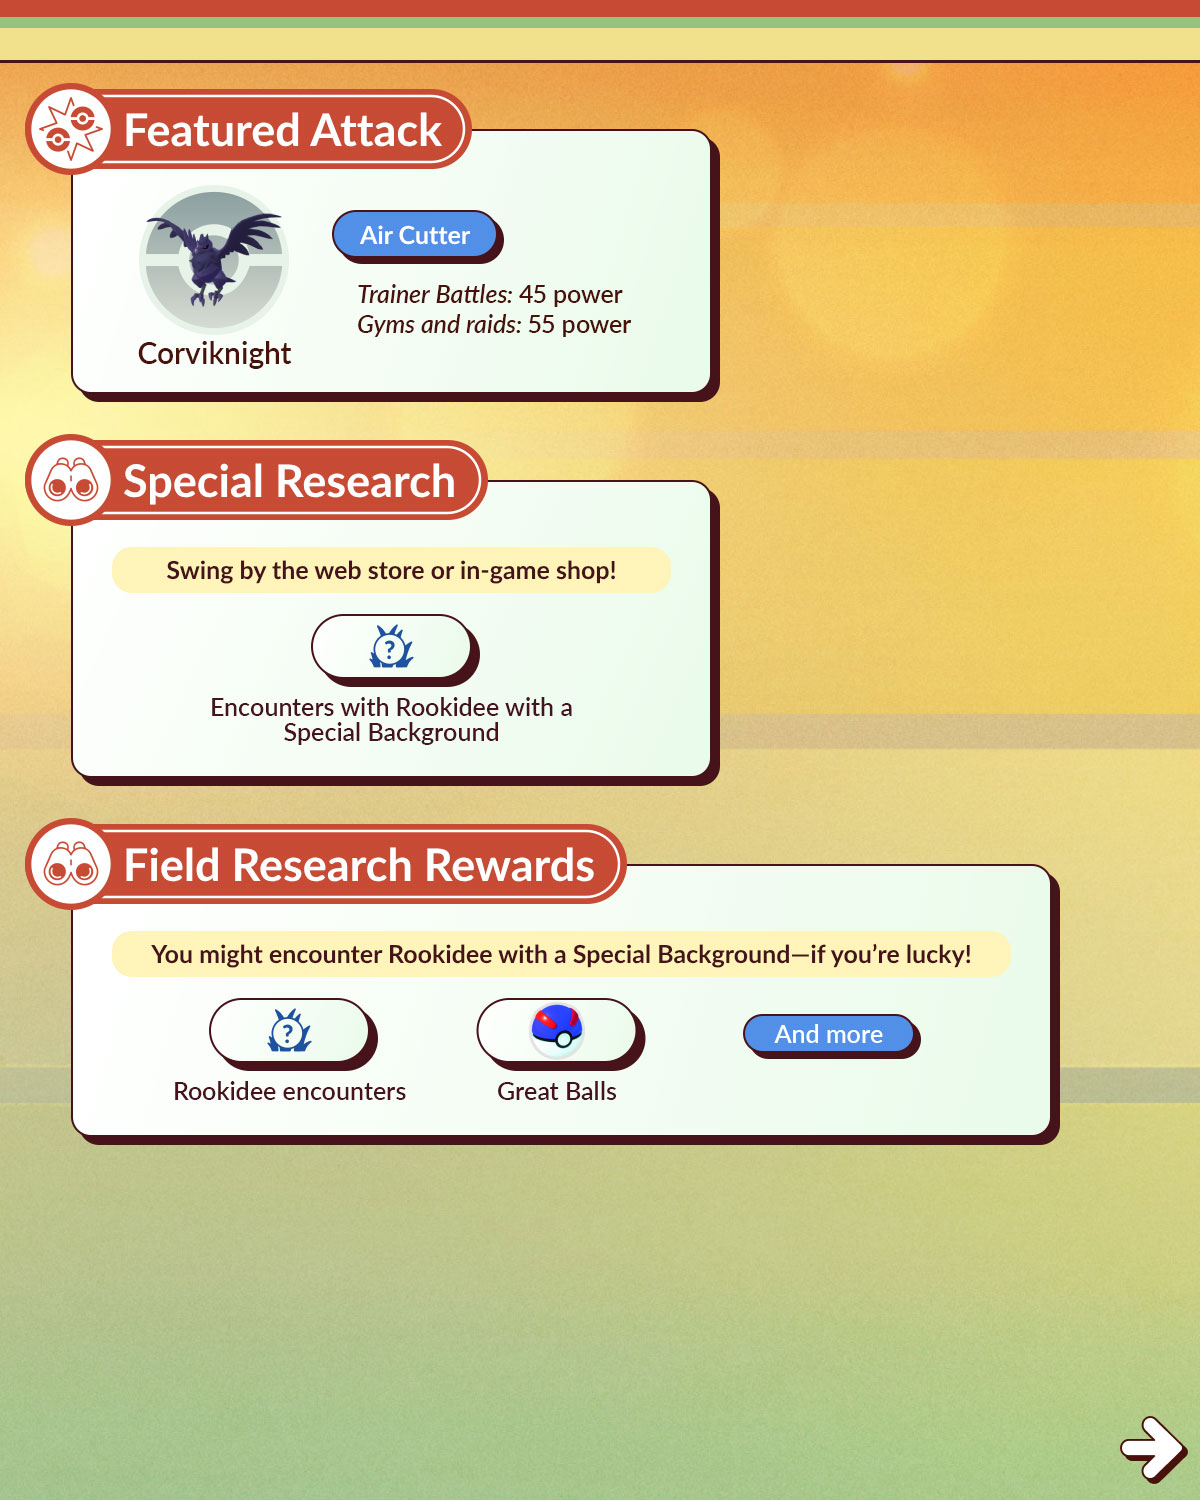 Featured Attack
Air Cutter
Trainer Battles: 45 power
Gyms and raids: 55 power
Corviknight
Special Research
Swing by the web store or in-game shop!
?
Encounters with Rookidee with a
Special Background
Field Research Rewards
You might encounter Rookidee with a Special Background—if you’re lucky!
?
And more
Rookidee encounters
Great Balls